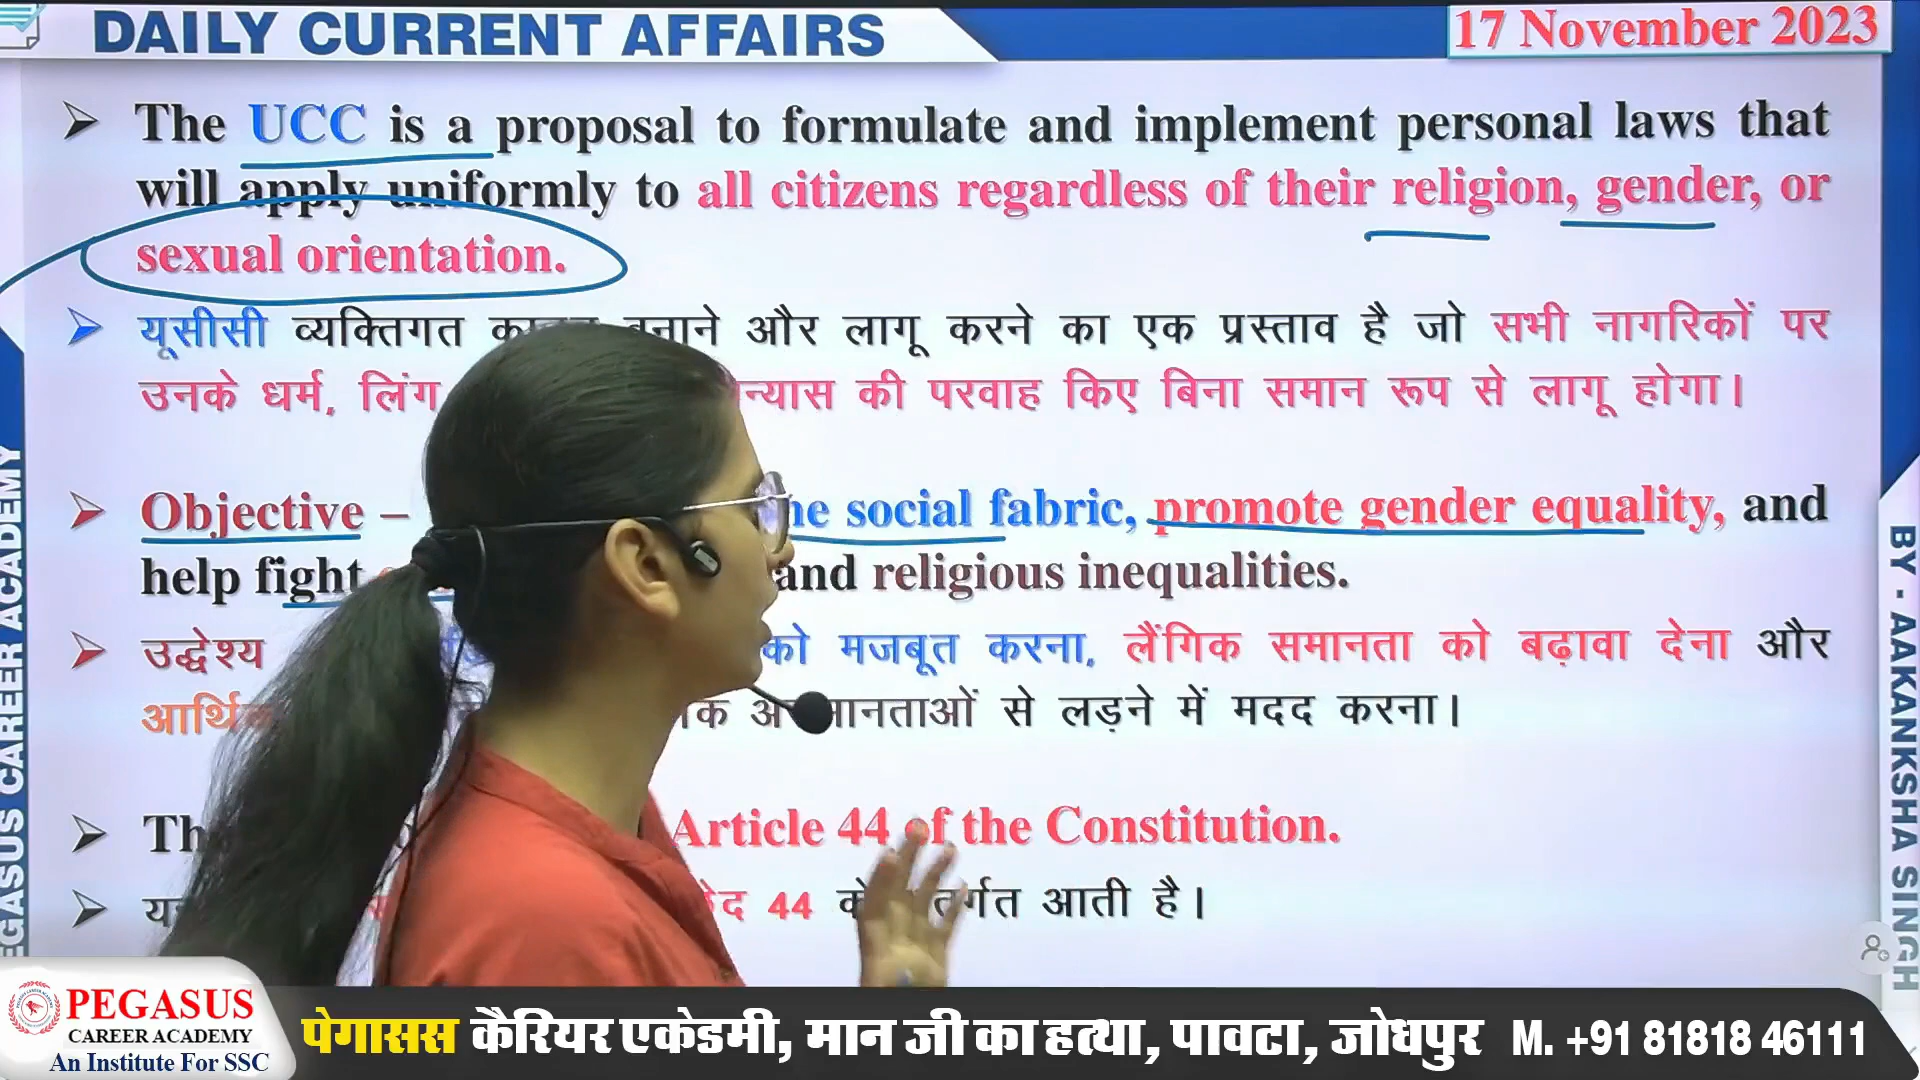 DAILY CURRENT AFFAIRS
17 November 2023
The UCC is a proposal to formulate and implement personal laws that
will apply uniformly to all citizens regardless of their religion, gender, or
sexual orientation.
यूसीसी व्यक्तिगत बनाने और लागू करने का एक प्रस्ताव है जो सभी नागरिकों पर
उनके धर्म, लिंग की परवाह किए बिना समान रूप से लागू होगा।
Objective – social fabric, promote gender equality, and
help fight and religious inequalities.
उद्धेश्य को मजबूत करना, लैंगिक समानता को बढ़ावा देना और
से लड़ने में मदद करना।
Article 44 of the Constitution.
44 आती है।
PEGASUS CAREER ACADEMY
BY - AAKANKSHA SINGH
PEGASUS
CAREER ACADEMY
An Institute For SSC
पेगासस कैरियर एकेडमी, मान जी का हत्था, पावटा, जोधपुर M. +91 81818 46111